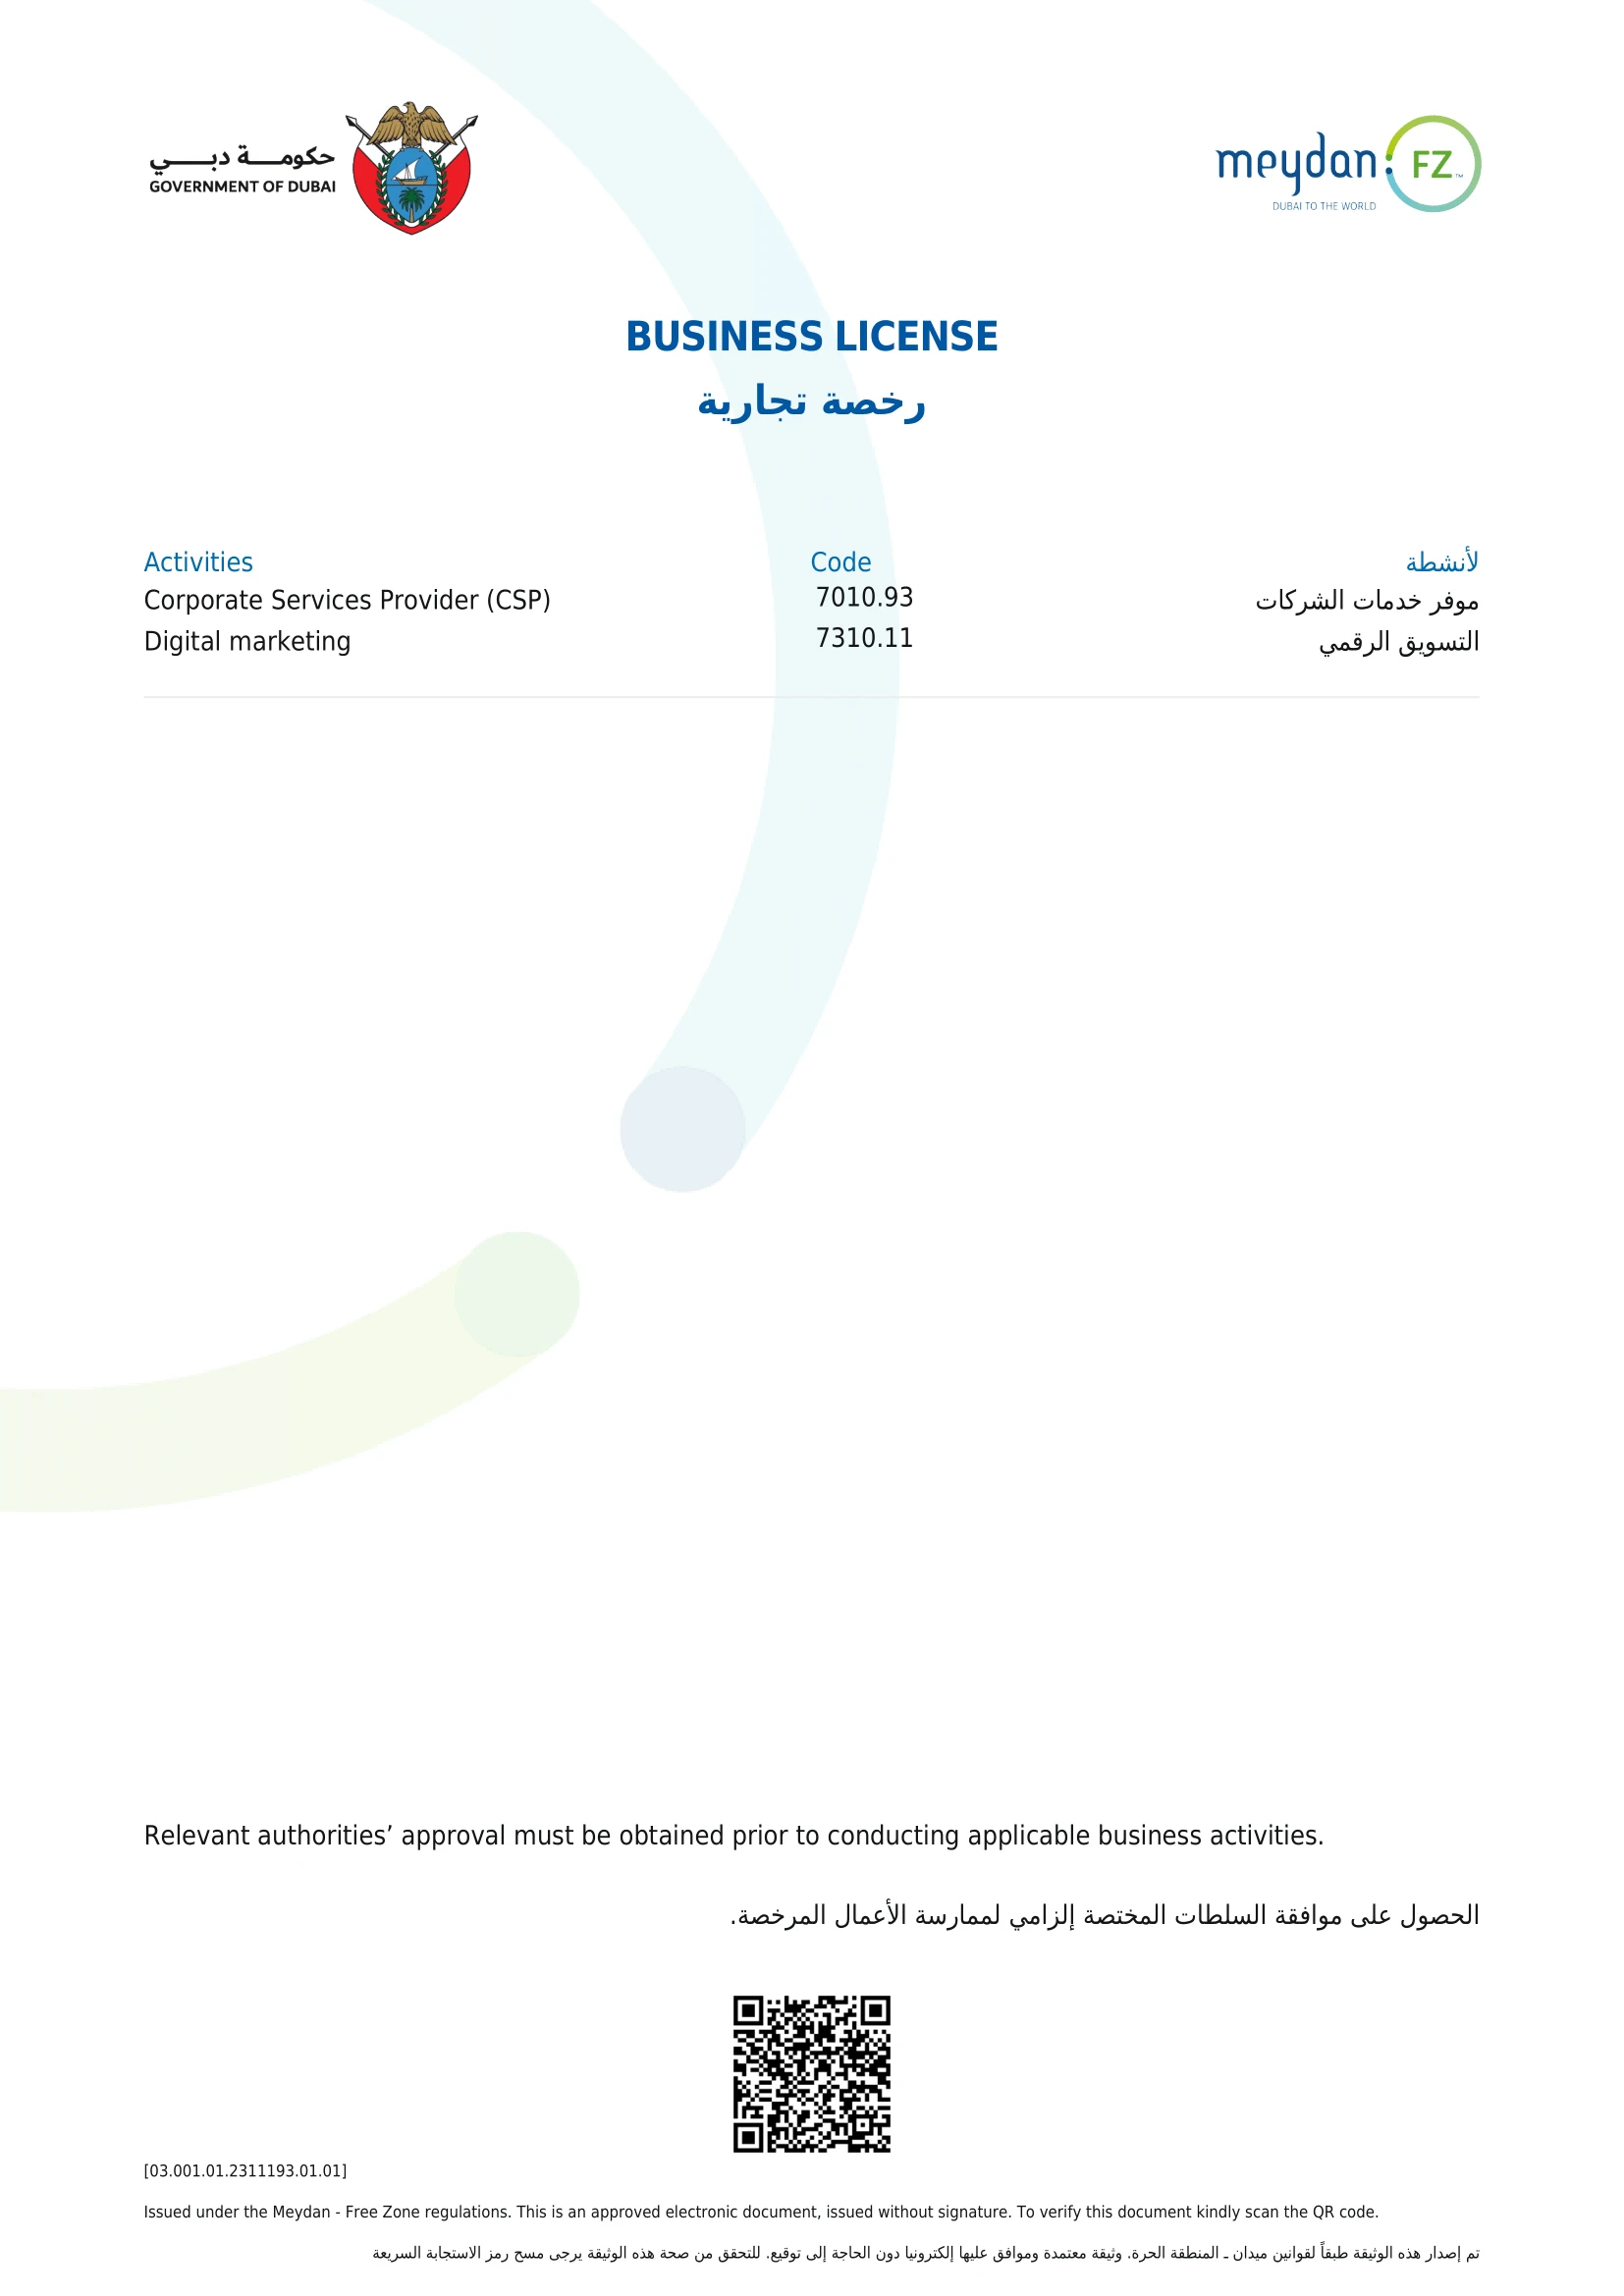 حكومة دبي
GOVERNMENT OF DUBAI
meydan FZ™
DUBAI TO THE WORLD
BUSINESS LICENSE
رخصة تجارية
Activities Code لأنشطة
Corporate Services Provider (CSP) 7010.93 موفر خدمات الشركات
Digital marketing 7310.11 التسويق الرقمي
Relevant authorities’ approval must be obtained prior to conducting applicable business activities.
الحصول على موافقة السلطات المختصة إلزامي لممارسة الأعمال المرخصة.
[03.001.01.2311193.01.01]
Issued under the Meydan - Free Zone regulations. This is an approved electronic document, issued without signature. To verify this document kindly scan the QR code.
تم إصدار هذه الوثيقة طبقاً لقوانين ميدان ـ المنطقة الحرة. وثيقة معتمدة وموافق عليها إلكترونيا دون الحاجة إلى توقيع. للتحقق من صحة هذه الوثيقة يرجى مسح رمز الاستجابة السريعة